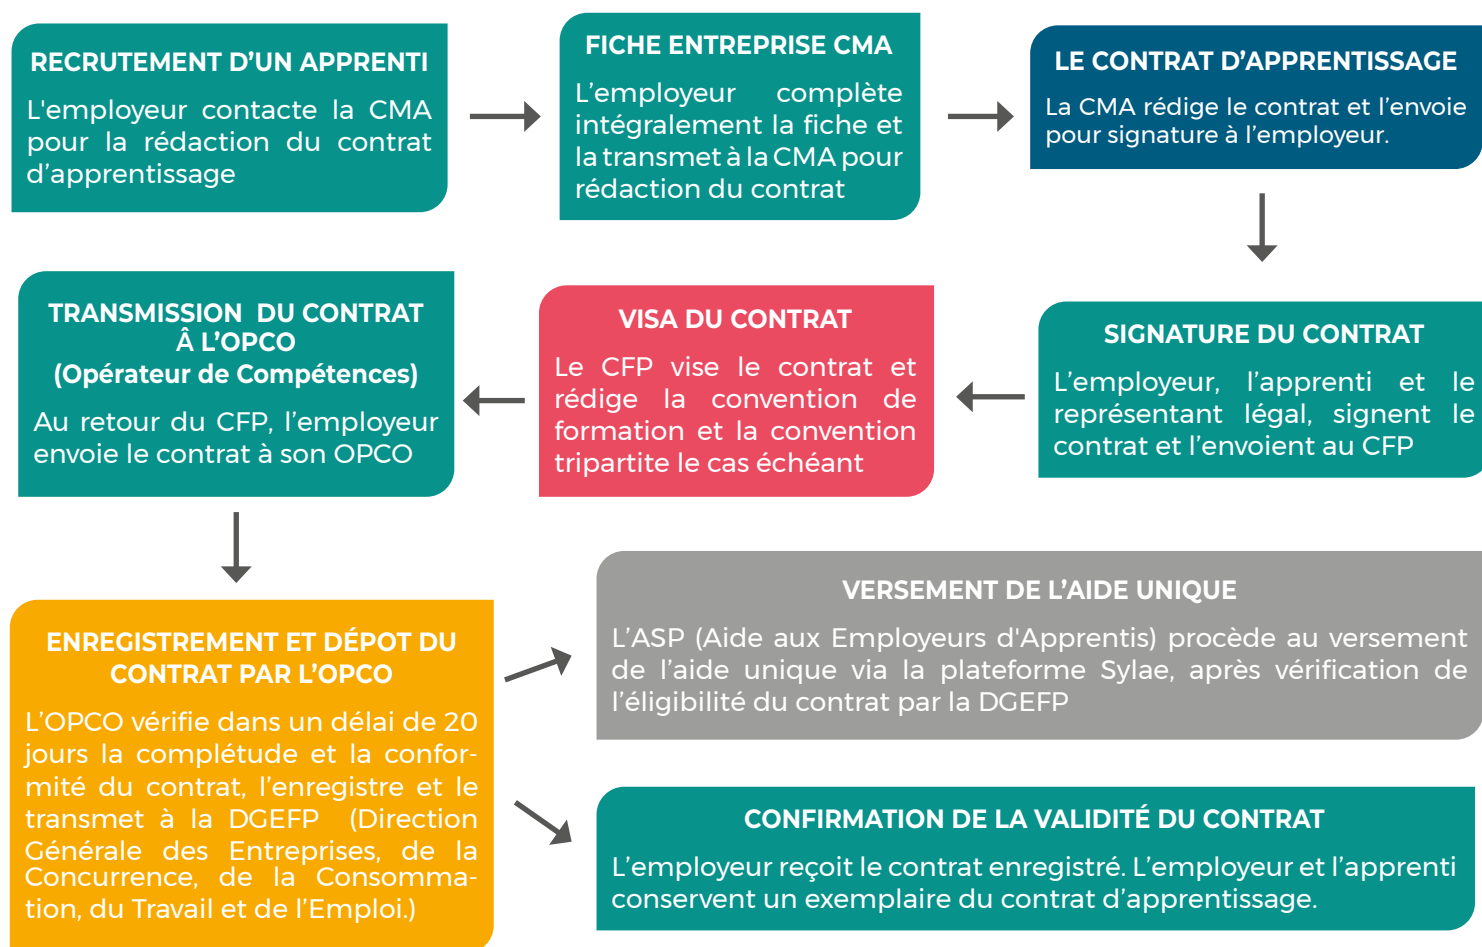 RECRUTEMENT D’UN APPRENTI
L'employeur contacte la CMA
pour la rédaction du contrat
d’apprentissage
FICHE ENTREPRISE CMA
L’employeur complète
intégralement la fiche et
la transmet à la CMA pour
rédaction du contrat
LE CONTRAT D’APPRENTISSAGE
La CMA rédige le contrat et l’envoie
pour signature à l’employeur.
SIGNATURE DU CONTRAT
L’employeur, l’apprenti et le
représentant légal, signent le
contrat et l’envoient au CFP
VISA DU CONTRAT
Le CFP vise le contrat et
rédige la convention de
formation et la convention
tripartite le cas échéant
TRANSMISSION DU CONTRAT
Â L’OPCO
(Opérateur de Compétences)
Au retour du CFP, l’employeur
envoie le contrat à son OPCO
ENREGISTREMENT ET DÉPOT DU
CONTRAT PAR L’OPCO
L’OPCO vérifie dans un délai de 20
jours la complétude et la confor-
mité du contrat, l’enregistre et le
transmet à la DGEFP (Direction
Générale des Entreprises, de la
Concurrence, de la Consomma-
tion, du Travail et de l’Emploi.)
VERSEMENT DE L’AIDE UNIQUE
L’ASP (Aide aux Employeurs d'Apprentis) procède au versement
de l’aide unique via la plateforme Sylae, après vérification de
l’éligibilité du contrat par la DGEFP
CONFIRMATION DE LA VALIDITÉ DU CONTRAT
L’employeur reçoit le contrat enregistré. L’employeur et l’apprenti
conservent un exemplaire du contrat d’apprentissage.